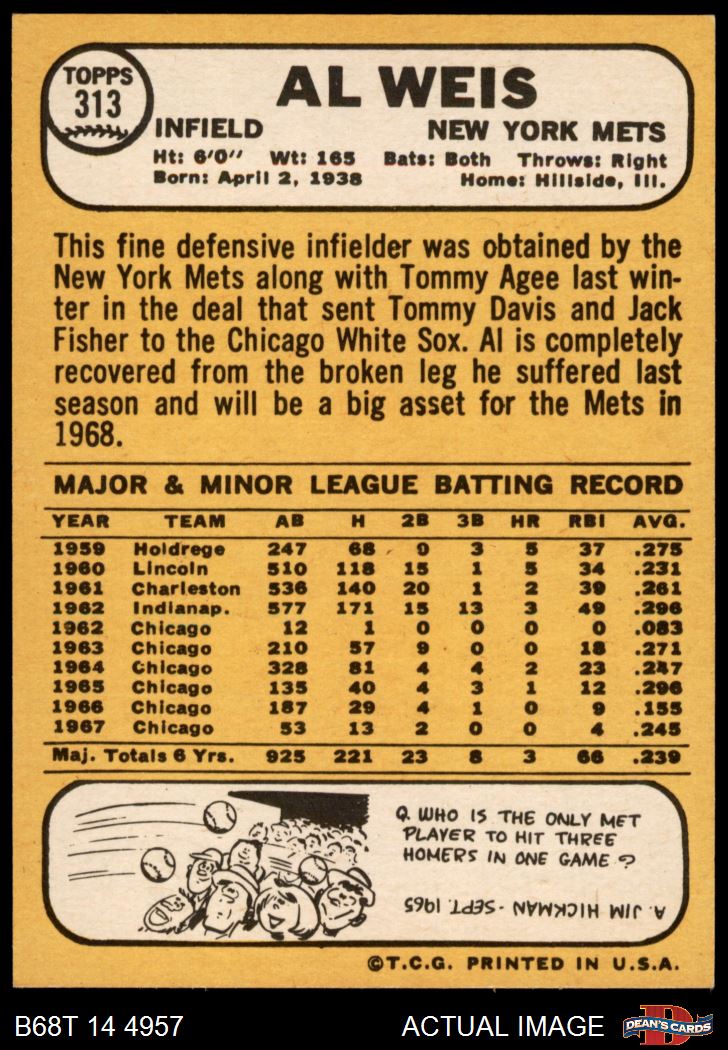 TOPPS
313
AL WEIS
INFIELD NEW YORK METS
Ht: 6'0" Wt: 165 Bats: Both Throws: Right
Born: April 2, 1938 Home: Hillside, Ill.
This fine defensive infielder was obtained by the
New York Mets along with Tommy Agee last win-
ter in the deal that sent Tommy Davis and Jack
Fisher to the Chicago White Sox. Al is completely
recovered from the broken leg he suffered last
season and will be a big asset for the Mets in
1968.
MAJOR & MINOR LEAGUE BATTING RECORD
YEAR TEAM AB H 2B 3B HR RBI AVG.
1959 Holdrege 247 68 9 3 5 37 .275
1960 Lincoln 510 118 15 1 5 34 .231
1961 Charleston 536 140 20 1 2 39 .261
1962 Indianap. 577 171 15 13 3 49 .296
1962 Chicago 12 1 0 0 0 0 .083
1963 Chicago 210 57 9 0 0 18 .271
1964 Chicago 328 81 4 4 2 23 .247
1965 Chicago 135 40 4 3 1 12 .296
1966 Chicago 187 29 4 1 0 9 .155
1967 Chicago 53 13 2 0 0 4 .245
Maj. Totals 6 Yrs. 925 221 23 8 3 66 .239
Q. WHO IS THE ONLY MET
PLAYER TO HIT THREE
HOMERS IN ONE GAME?
A. JIM HICKMAN - SEPT. 1965
©T.C.G. PRINTED IN U.S.A.
B68T 14 4957 ACTUAL IMAGE D DEAN'S CARDS